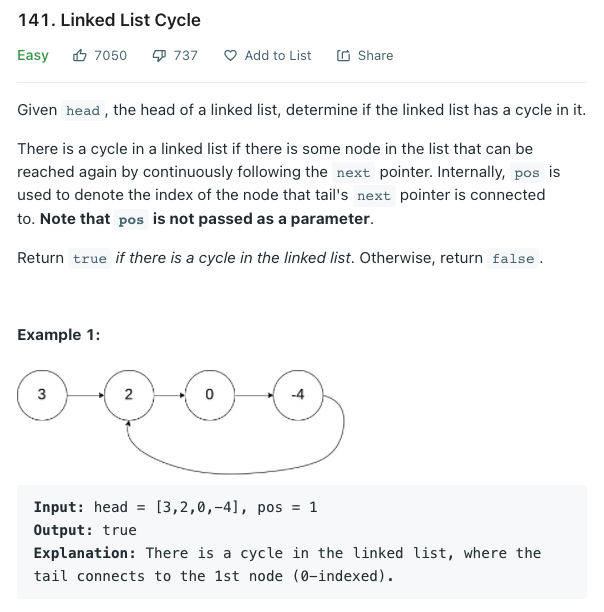 141. Linked List Cycle
Easy 7050 737 Add to List Share
Given head, the head of a linked list, determine if the linked list has a cycle in it.
There is a cycle in a linked list if there is some node in the list that can be
reached again by continuously following the next pointer. Internally, pos is
used to denote the index of the node that tail's next pointer is connected
to. Note that pos is not passed as a parameter.
Return true if there is a cycle in the linked list. Otherwise, return false.
Example 1:
3 2 0 -4
Input: head = [3,2,0,-4], pos = 1
Output: true
Explanation: There is a cycle in the linked list, where the
tail connects to the 1st node (0-indexed).